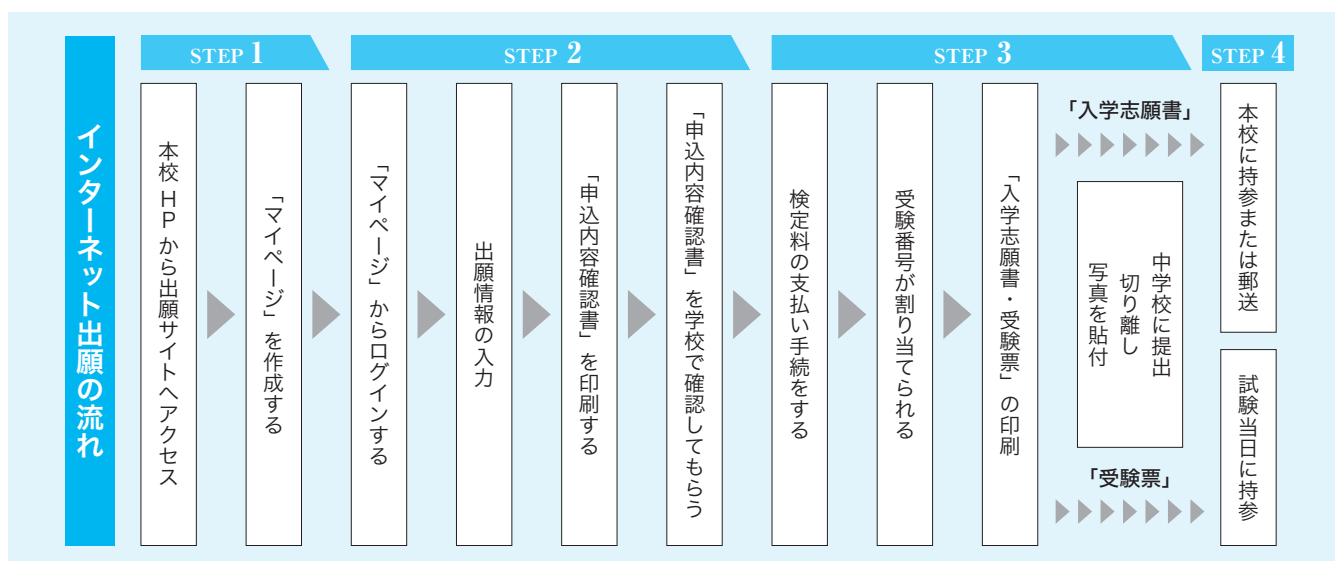 インターネット出願の流れ
STEP 1
本校HPから出願サイトへアクセス
「マイページ」を作成する
STEP 2
「マイページ」からログインする
出願情報の入力
「申込内容確認書」を印刷する
「申込内容確認書」を学校で確認してもらう
STEP 3
検定料の支払い手続をする
受験番号が割り当てられる
「入学志願書・受験票」の印刷
「入学志願書」
中学校に提出
切り離し
写真を貼付
「受験票」
STEP 4
本校に持参または郵送
試験当日に持参